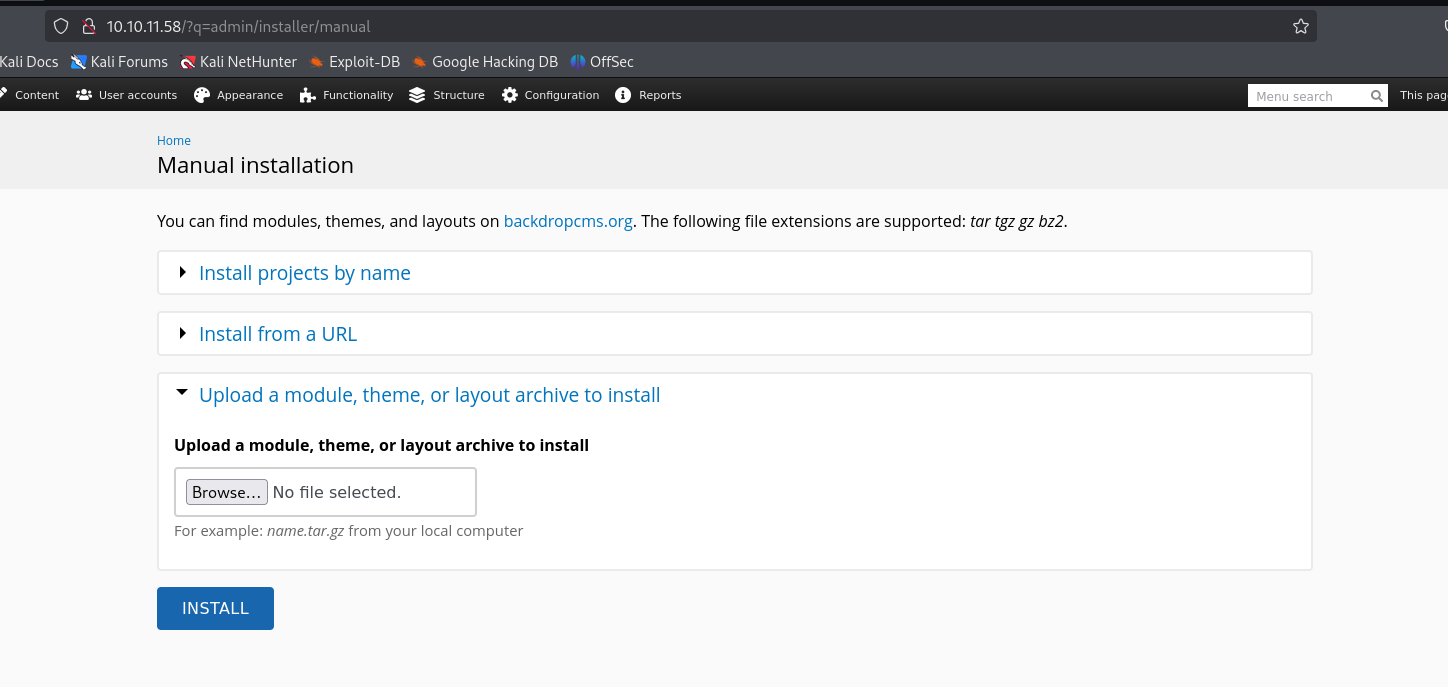 10.10.11.58/?q=admin/installer/manual
Kali Docs Kali Forums Kali NetHunter Exploit-DB Google Hacking DB OffSec
Content User accounts Appearance Functionality Structure Configuration Reports Menu search This pag
Home
Manual installation
You can find modules, themes, and layouts on backdropcms.org. The following file extensions are supported: tar tgz gz bz2.
Install projects by name
Install from a URL
Upload a module, theme, or layout archive to install
Upload a module, theme, or layout archive to install
Browse... No file selected.
For example: name.tar.gz from your local computer
INSTALL